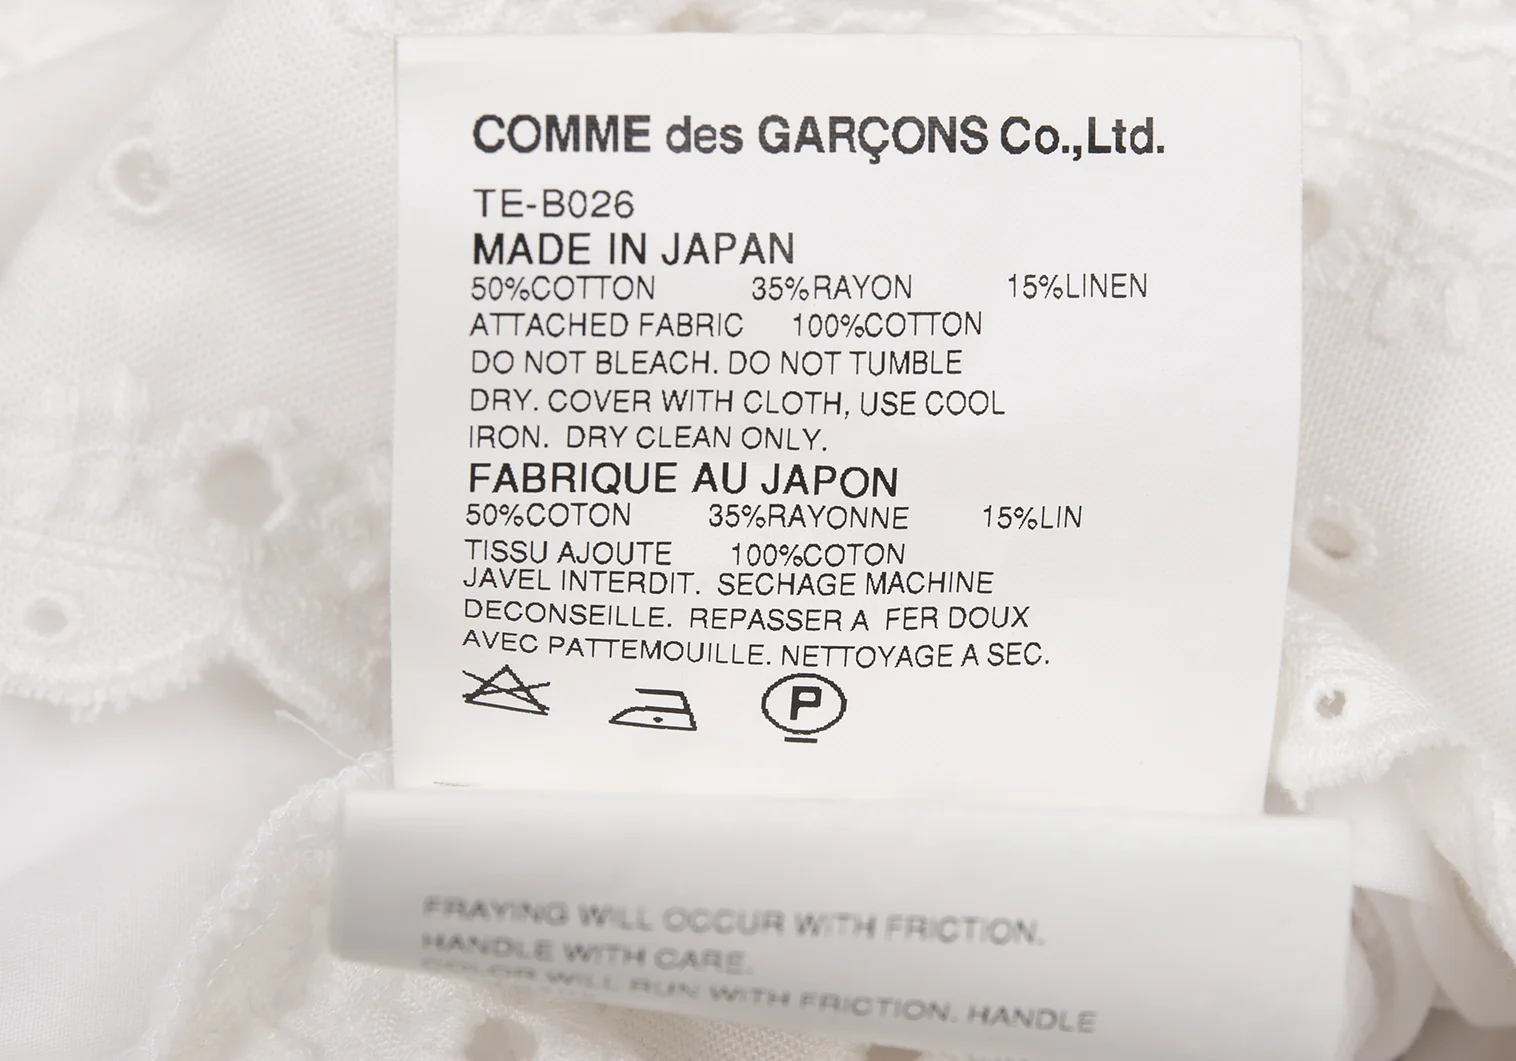 COMME des GARÇONS Co.,Ltd.
TE-B026
MADE IN JAPAN
50%COTTON 35%RAYON 15%LINEN
ATTACHED FABRIC 100%COTTON
DO NOT BLEACH. DO NOT TUMBLE
DRY. COVER WITH CLOTH, USE COOL
IRON. DRY CLEAN ONLY.
FABRIQUE AU JAPON
50%COTON 35%RAYONNE 15%LIN
TISSU AJOUTE 100%COTON
JAVEL INTERDIT. SECHAGE MACHINE
DECONSEILLE. REPASSER A FER DOUX
AVEC PATTEMOUILLE. NETTOYAGE A SEC.
P
FRAYING WILL OCCUR WITH FRICTION.
HANDLE WITH CARE.
COLOR WILL RUN WITH FRICTION. HANDLE